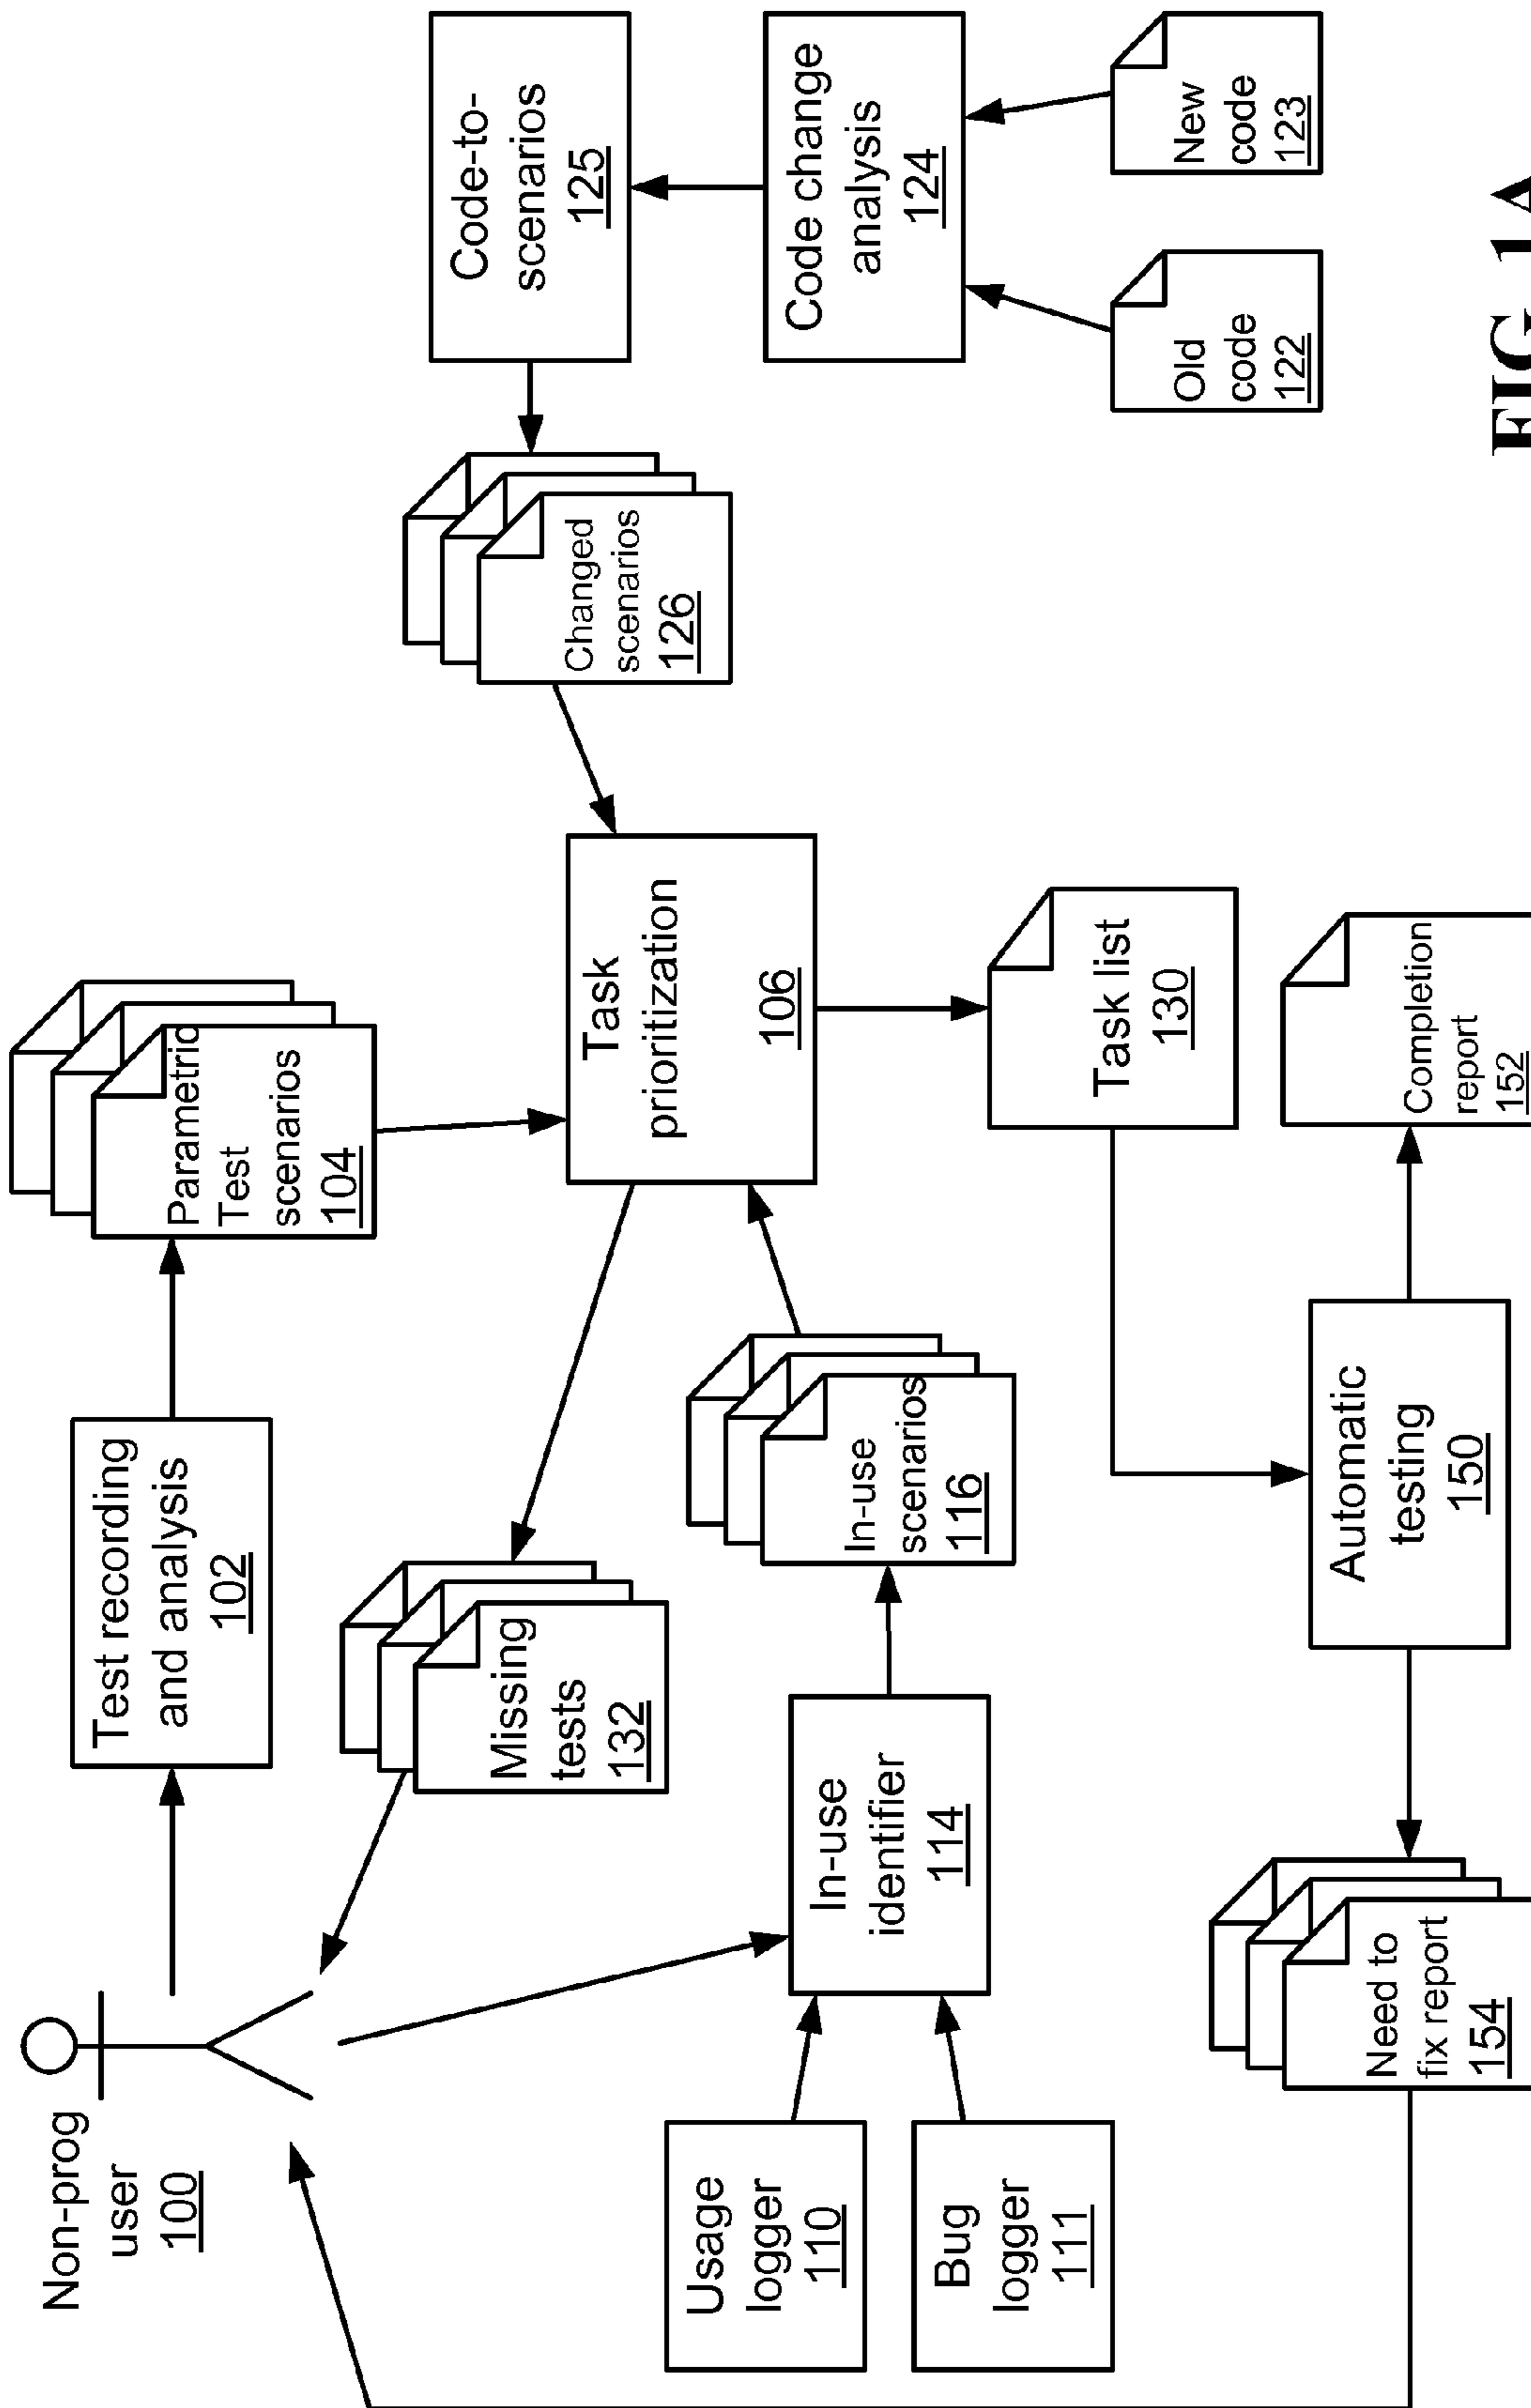 Non-prog
user
100
Test recording
and analysis
102
Parametric
Test
scenarios
104
Missing
tests
132
Task
prioritization
106
Changed
scenarios
126
Code-to-
scenarios
125
Usage
logger
110
Bug
logger
111
In-use
identifier
114
In-use
scenarios
116
Code change
analysis
124
Task list
130
Old
code
122
New
code
123
Need to
fix report
154
Automatic
testing
150
Completion
report
152
FIG 1A